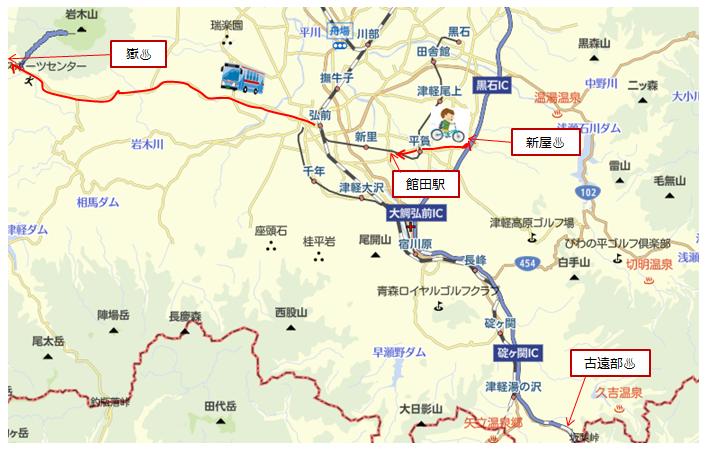 岩木山
瑞楽園
平川
舟場
川部
黒石
田舎館
黒森山
嶽♨
ーツセンター
撫牛子
津軽尾上
黒石IC
中野川
二ッ森
温湯温泉
大小川
弘前
新里
平賀
新屋♨
浅瀬石川ダム
岩木川
館田駅
雷山
千年
102
毛無山
津軽大沢
相馬ダム
大鰐弘前IC
津軽高原ゴルフ場
津軽ダム
座頭石
桂平岩
尾開山
宿川原
びわの平ゴルフ倶楽部
長峰
454
白手山
切明温泉
浅瀬
青森ロイヤルゴルフクラブ
陣場岳
長慶森
西股山
碇ヶ関
尾太岳
早瀬野ダム
碇ヶ関IC
古遠部♨
津軽湯の沢
久吉温泉
釣瓶落峠
田代岳
大日影山
矢立温泉郷
坂梨峠
ヶ岳